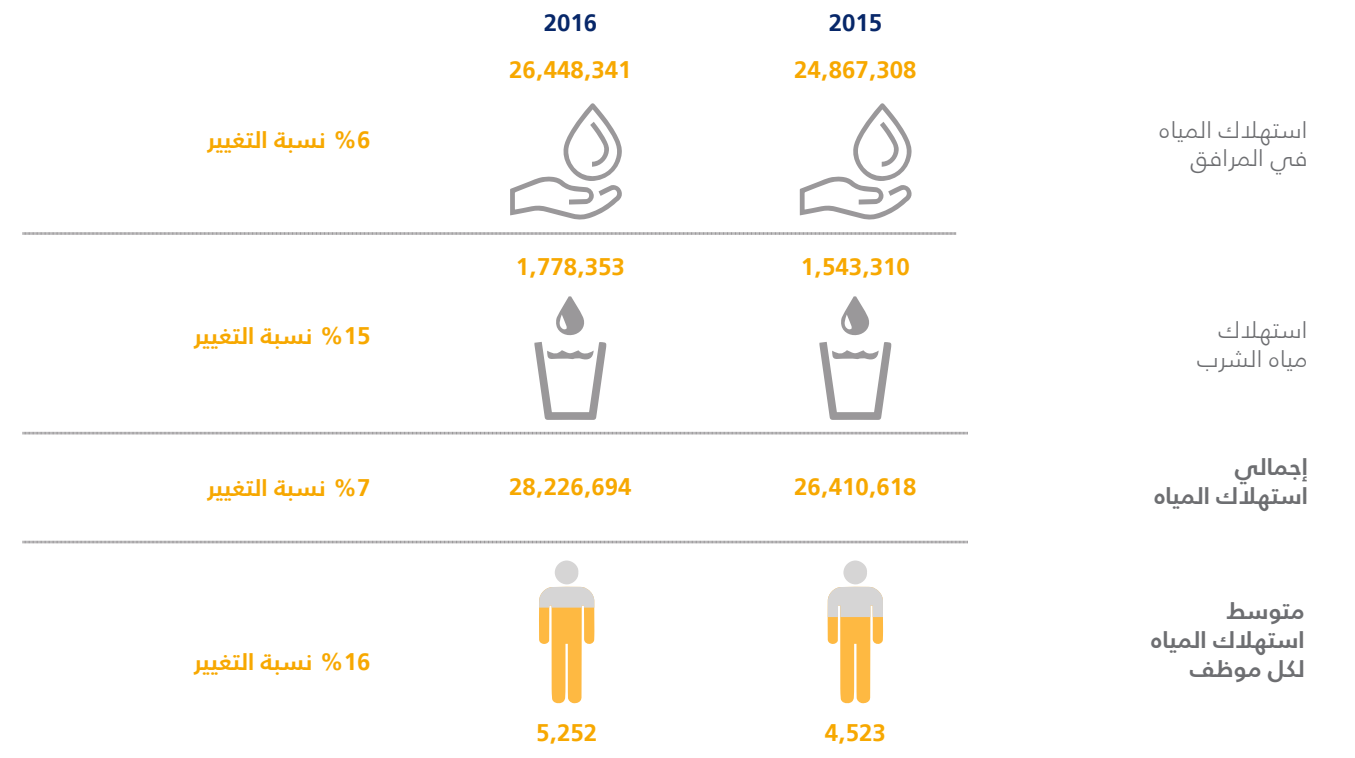 2015
2016
استهلاك المياه
في المرافق
24,867,308
26,448,341
%6 نسبة التغيير
استهلاك
مياه الشرب
1,543,310
1,778,353
%15 نسبة التغيير
إجمالي
استهلاك المياه
26,410,618
28,226,694
%7 نسبة التغيير
متوسط
استهلاك المياه
لكل موظف
4,523
5,252
%16 نسبة التغيير